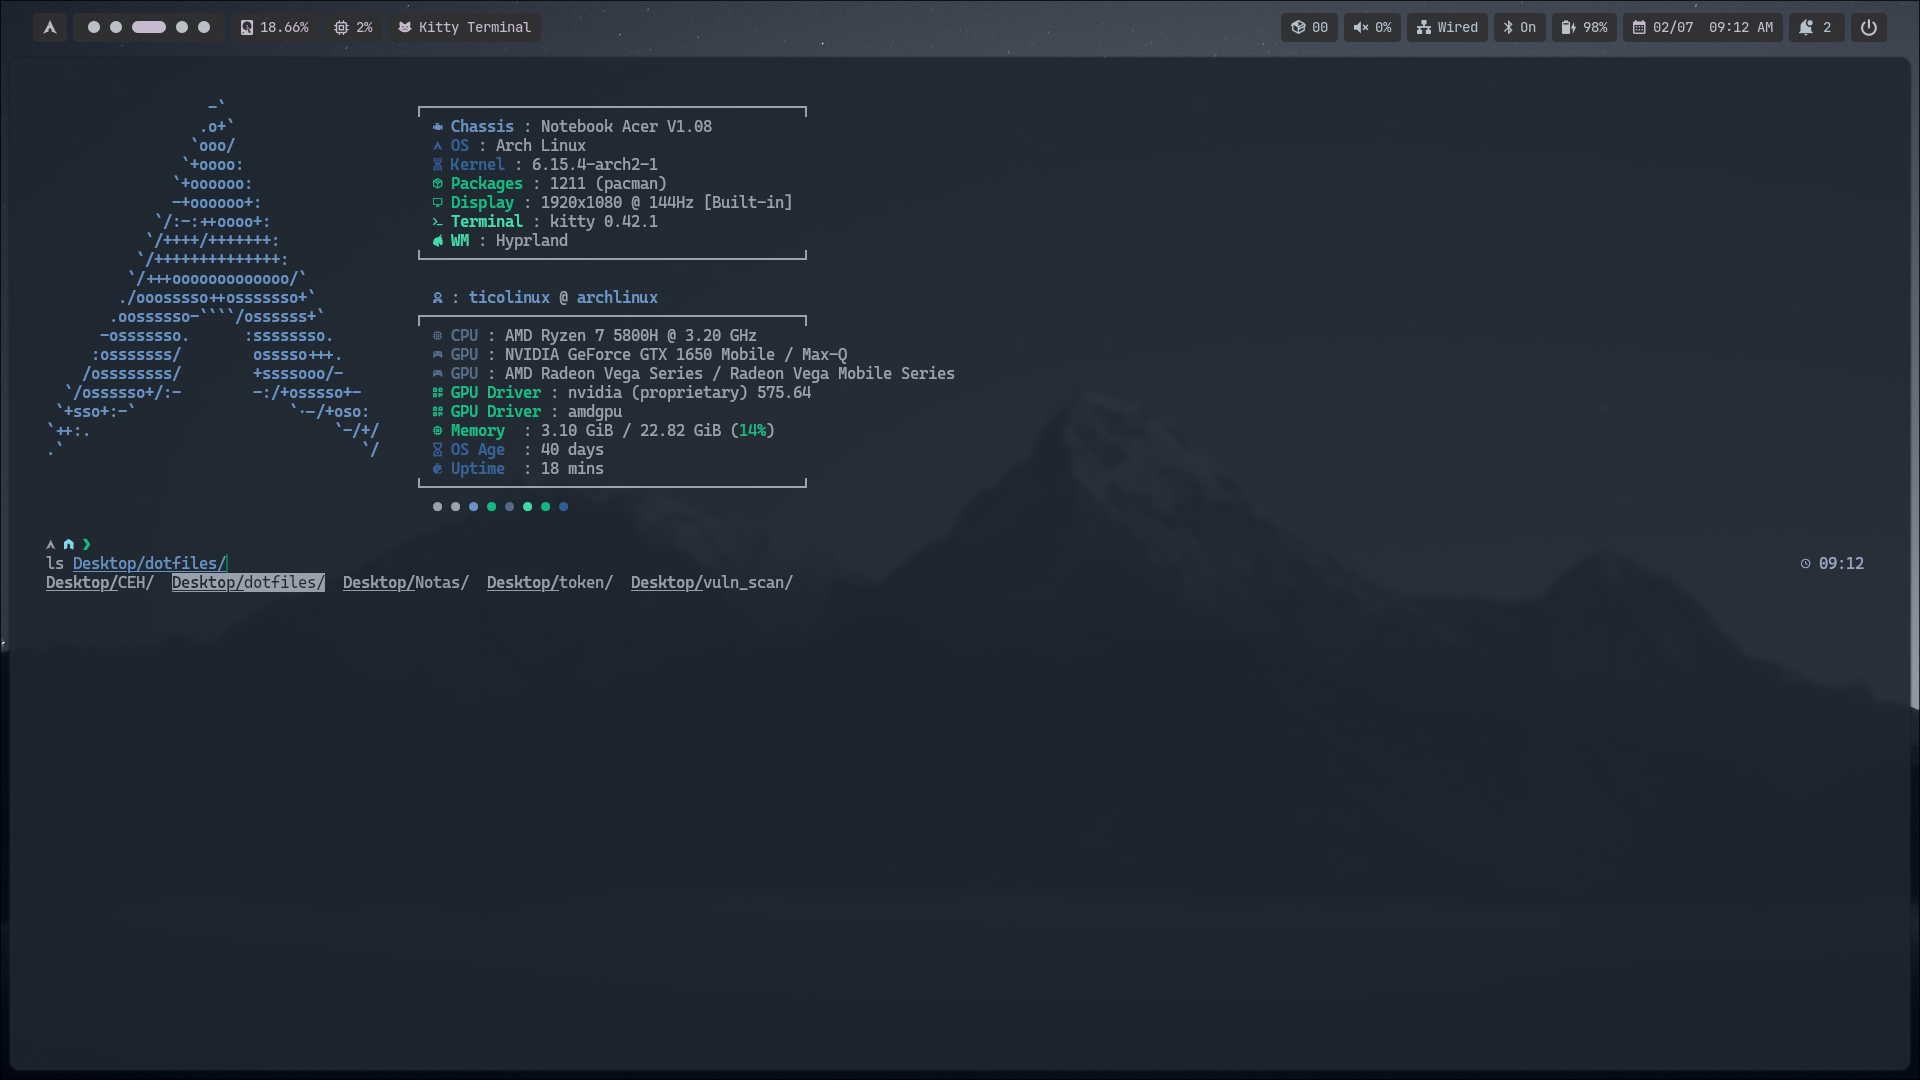 18.66% 2% Kitty Terminal 00 0% Wired On 98% 02/07 09:12 AM 2
-`
.o+`
`ooo/
`+oooo:
`+oooooo:
-+oooooo+:
`/:-:++oooo+:
`/++++/+++++++:
`/++++++++++++++:
`/+++ooooooooooooo/`
./ooosssso++osssssso+`
.oossssso-````/ossssss+`
-osssssso. :ssssssso.
:osssssss/ osssso+++.
/ossssssss/ +ssssooo/-
`/ossssso+/:- -:/+osssso+-
`+sso+:-` `.-/+oso:
`++:. `-/+/
.` `/
Chassis : Notebook Acer V1.08
OS : Arch Linux
Kernel : 6.15.4-arch2-1
Packages : 1211 (pacman)
Display : 1920x1080 @ 144Hz [Built-in]
Terminal : kitty 0.42.1
WM : Hyprland
: ticolinux @ archlinux
CPU : AMD Ryzen 7 5800H @ 3.20 GHz
GPU : NVIDIA GeForce GTX 1650 Mobile / Max-Q
GPU : AMD Radeon Vega Series / Radeon Vega Mobile Series
GPU Driver : nvidia (proprietary) 575.64
GPU Driver : amdgpu
Memory : 3.10 GiB / 22.82 GiB (14%)
OS Age : 40 days
Uptime : 18 mins
❯
ls Desktop/dotfiles/ 09:12
Desktop/CEH/ Desktop/dotfiles/ Desktop/Notas/ Desktop/token/ Desktop/vuln_scan/